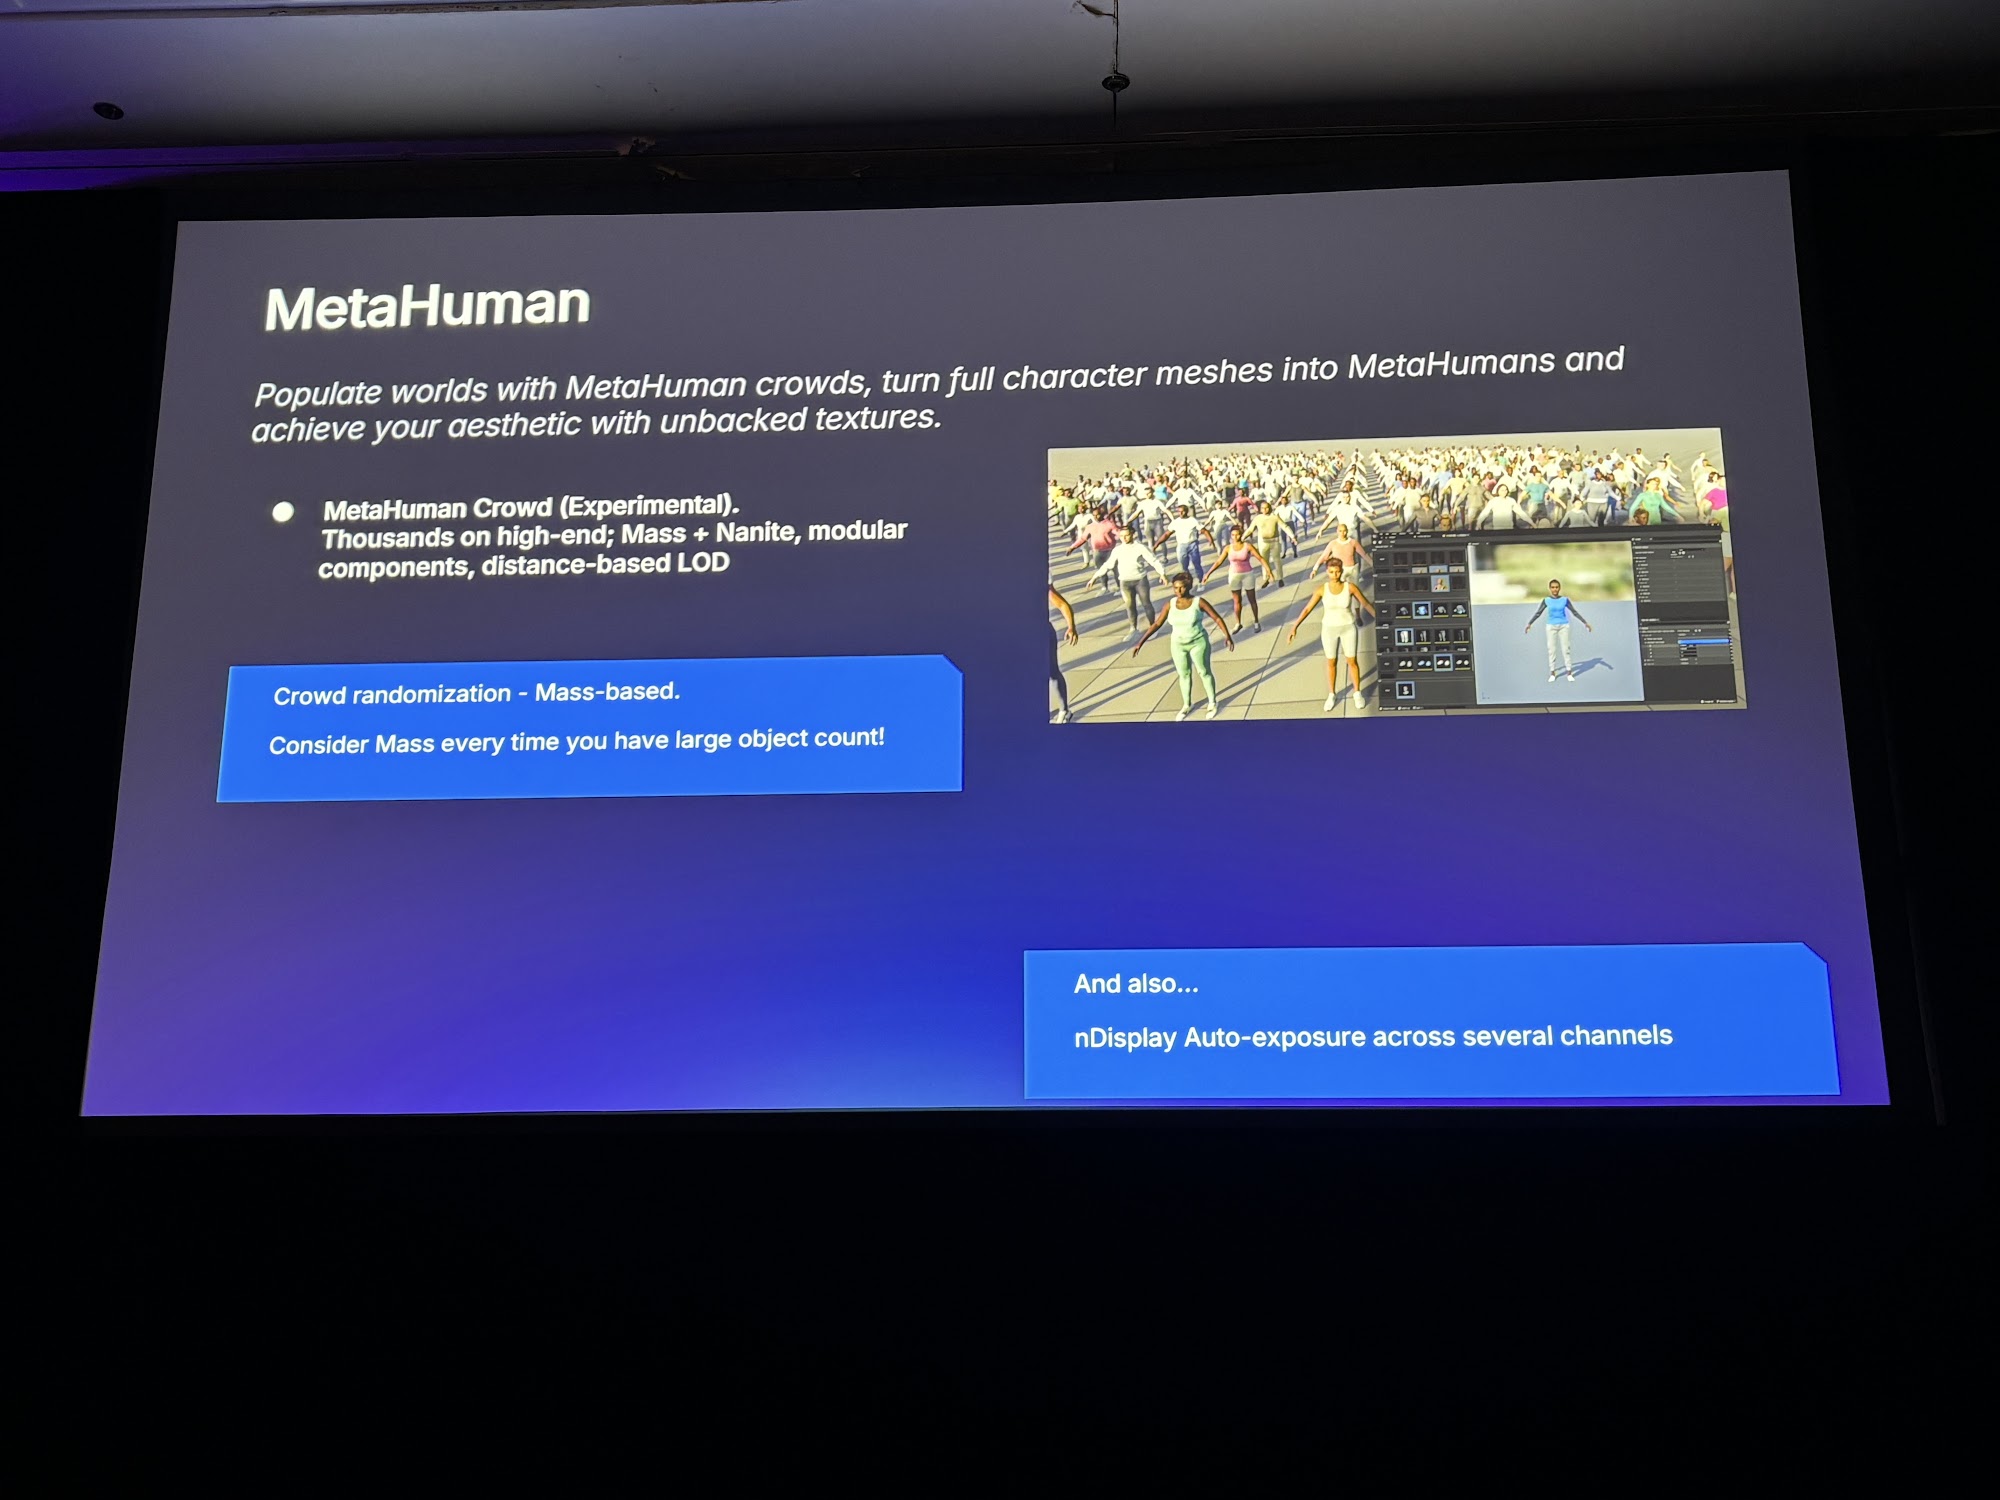 MetaHuman
Populate worlds with MetaHuman crowds, turn full character meshes into MetaHumans and
achieve your aesthetic with unbacked textures.
MetaHuman Crowd (Experimental).
Thousands on high-end; Mass + Nanite, modular
components, distance-based LOD
Crowd randomization - Mass-based.
Consider Mass every time you have large object count!
And also...
nDisplay Auto-exposure across several channels